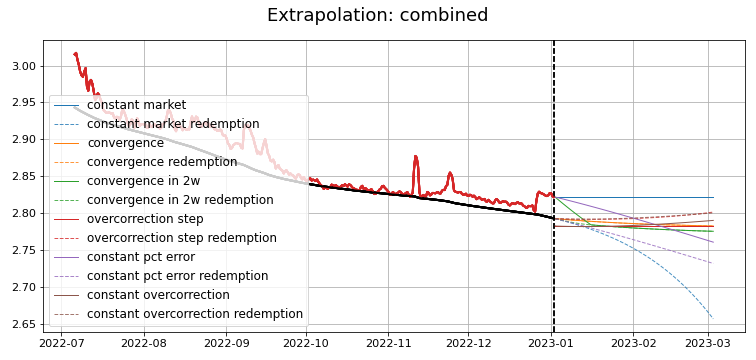 Extrapolation: combined
3.00
2.95
2.90
2.85
2.80
2.75
2.70
2.65
constant market
constant market redemption
convergence
convergence redemption
convergence in 2w
convergence in 2w redemption
overcorrection step
overcorrection step redemption
constant pct error
constant pct error redemption
constant overcorrection
constant overcorrection redemption
2022-07
2022-08
2022-09
2022-10
2022-11
2022-12
2023-01
2023-02
2023-03